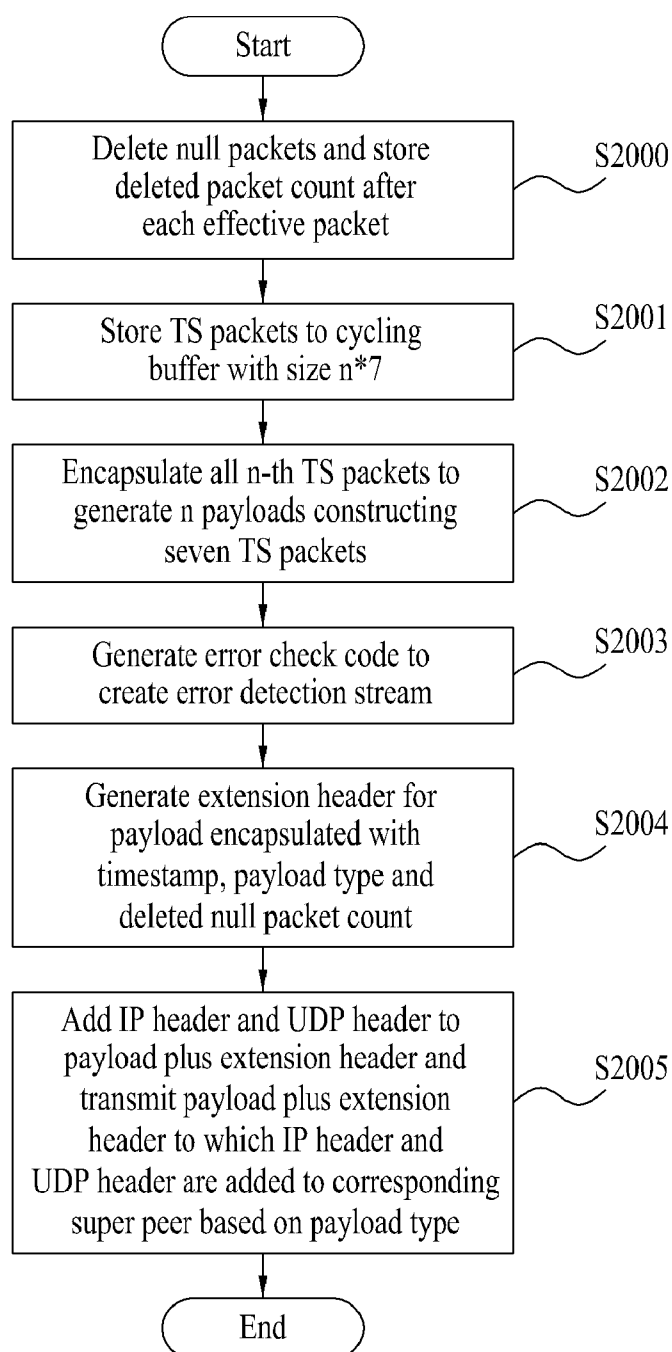 Start
Delete null packets and store
deleted packet count after
each effective packet
S2000
Store TS packets to cycling
buffer with size n*7
S2001
Encapsulate all n-th TS packets to
generate n payloads constructing
seven TS packets
S2002
Generate error check code to
create error detection stream
S2003
Generate extension header for
payload encapsulated with
timestamp, payload type and
deleted null packet count
S2004
Add IP header and UDP header to
payload plus extension header and
transmit payload plus extension
header to which IP header and
UDP header are added to corresponding
super peer based on payload type
S2005
End